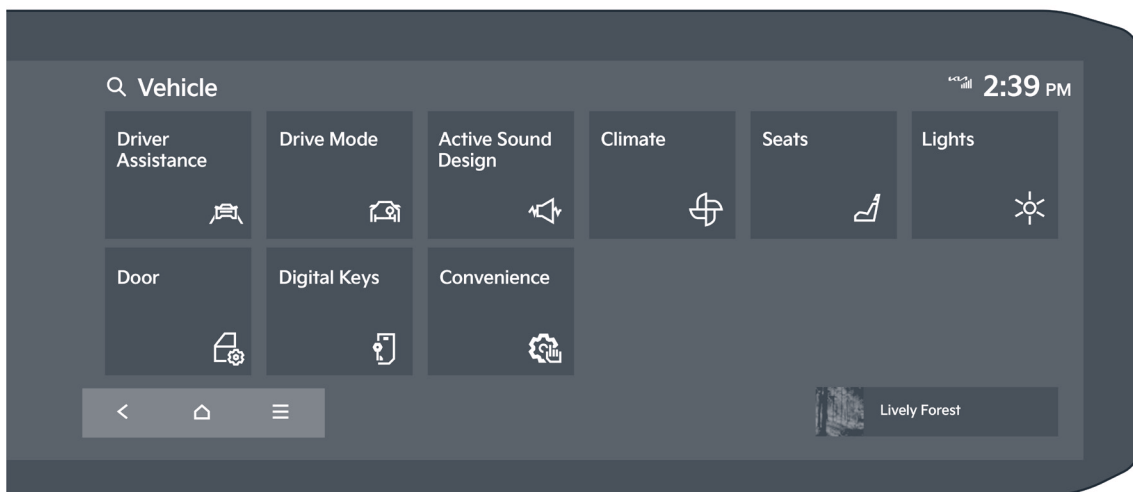 Vehicle
2:39 PM
Driver
Assistance
Drive Mode
Active Sound
Design
Climate
Seats
Lights
Door
Digital Keys
Convenience
Lively Forest